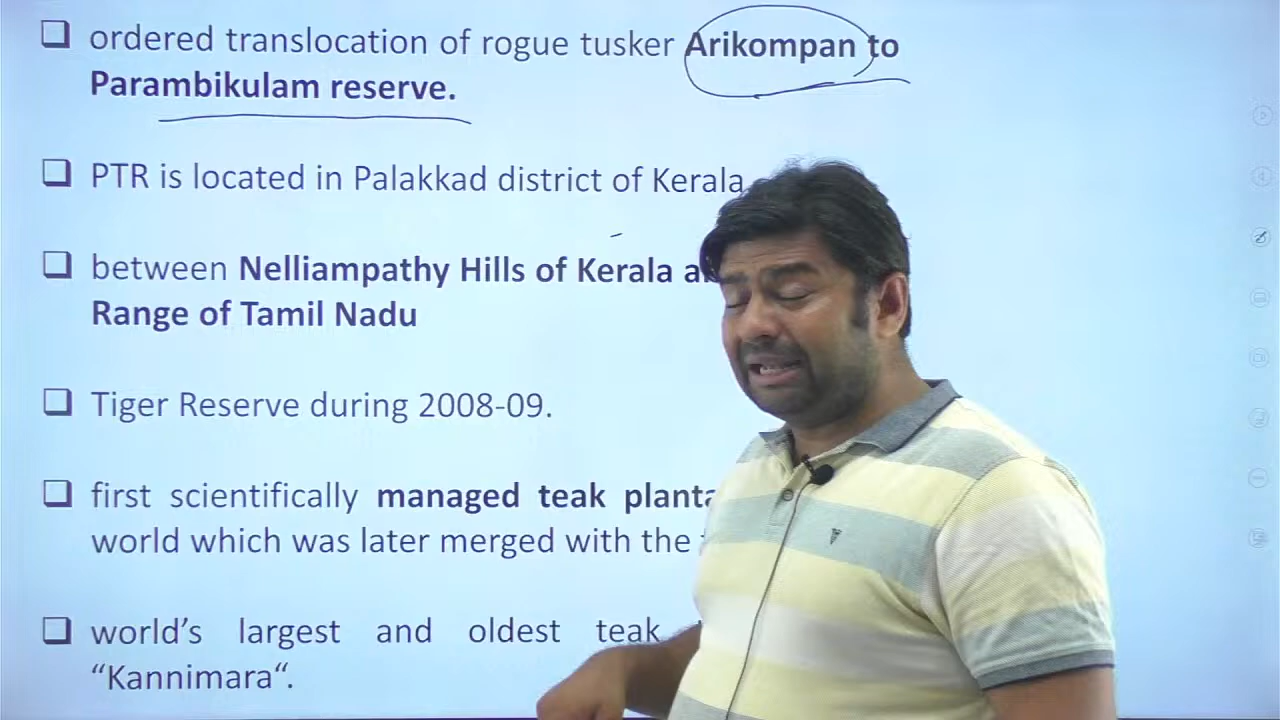 ordered translocation of rogue tusker Arikompan to
Parambikulam reserve.
PTR is located in Palakkad district of Kerala
between Nelliampathy Hills of Kerala
Range of Tamil Nadu
Tiger Reserve during 2008-09.
first scientifically managed teak
world which was later merged with the
world’s largest and oldest teak
“Kannimara“.